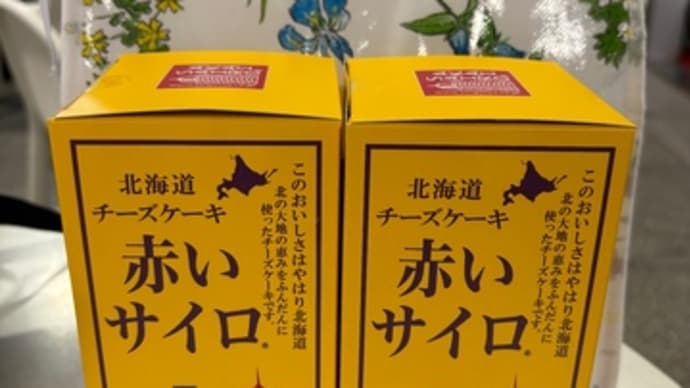 北海道
チーズケーキ
赤い
サイロ®
このおいしさはやはり北海道
北の大地の恵みをふんだんに
使ったチーズケーキです。
北海道
チーズケーキ
赤い
サイロ®
このおいしさはやはり北海道
北の大地の恵みをふんだんに
使ったチーズケーキです。